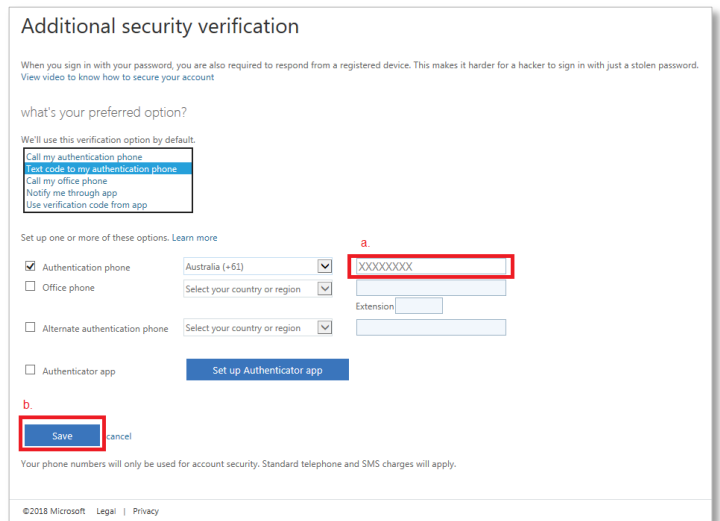 Additional security verification
When you sign in with your password, you are also required to respond from a registered device. This makes it harder for a hacker to sign in with just a stolen password.
View video to know how to secure your account
what's your preferred option?
We'll use this verification option by default.
Call my authentication phone
Text code to my authentication phone
Call my office phone
Notify me through app
Use verification code from app
Set up one or more of these options. Learn more
a.
Authentication phone Australia (+61) XXXXXXXX
Office phone Select your country or region
Extension
Alternate authentication phone Select your country or region
Authenticator app Set up Authenticator app
b.
Save cancel
Your phone numbers will only be used for account security. Standard telephone and SMS charges will apply.
©2018 Microsoft Legal | Privacy